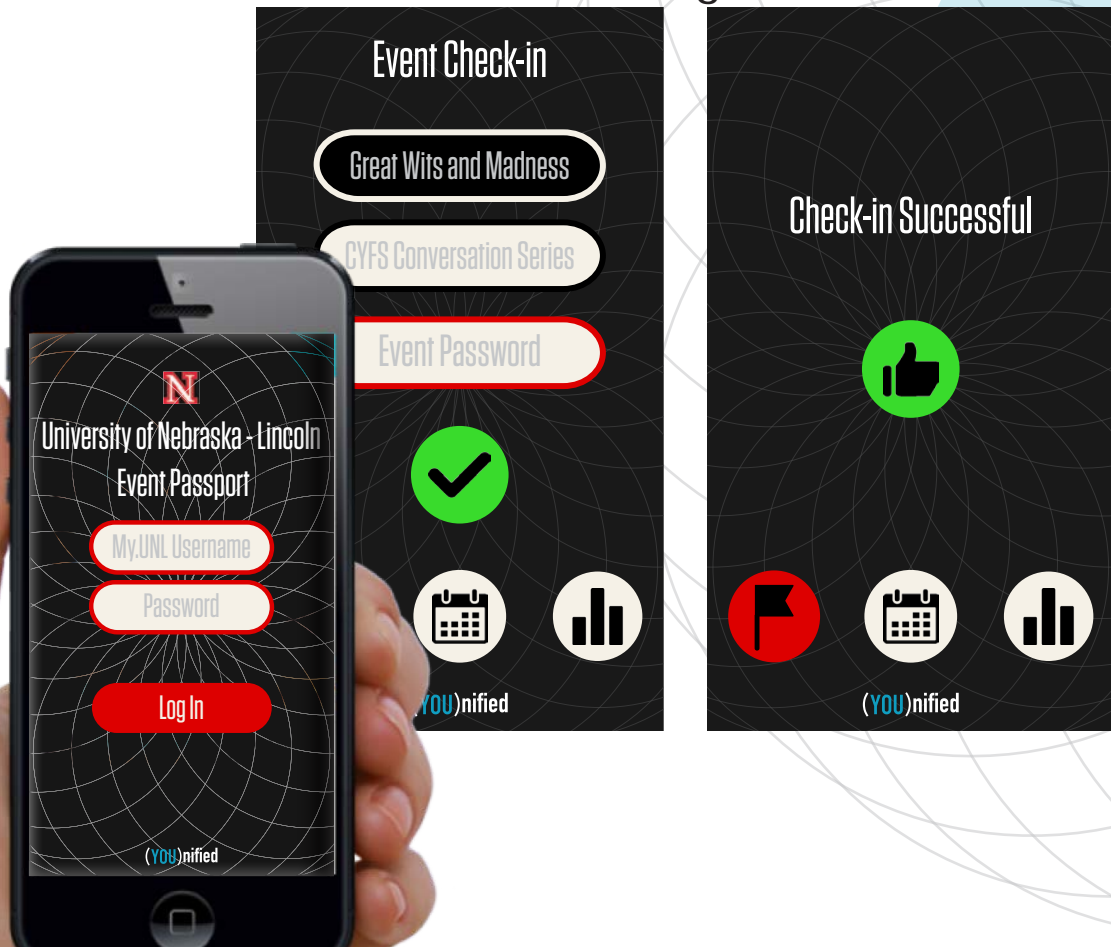 Event Check-in
Great Wits and Madness
CYFS Conversation Series
Event Password
(YOU)nified
Check-in Successful
(YOU)nified
N
University of Nebraska - Lincoln
Event Passport
My.UNL Username
Password
Log In
(YOU)nified